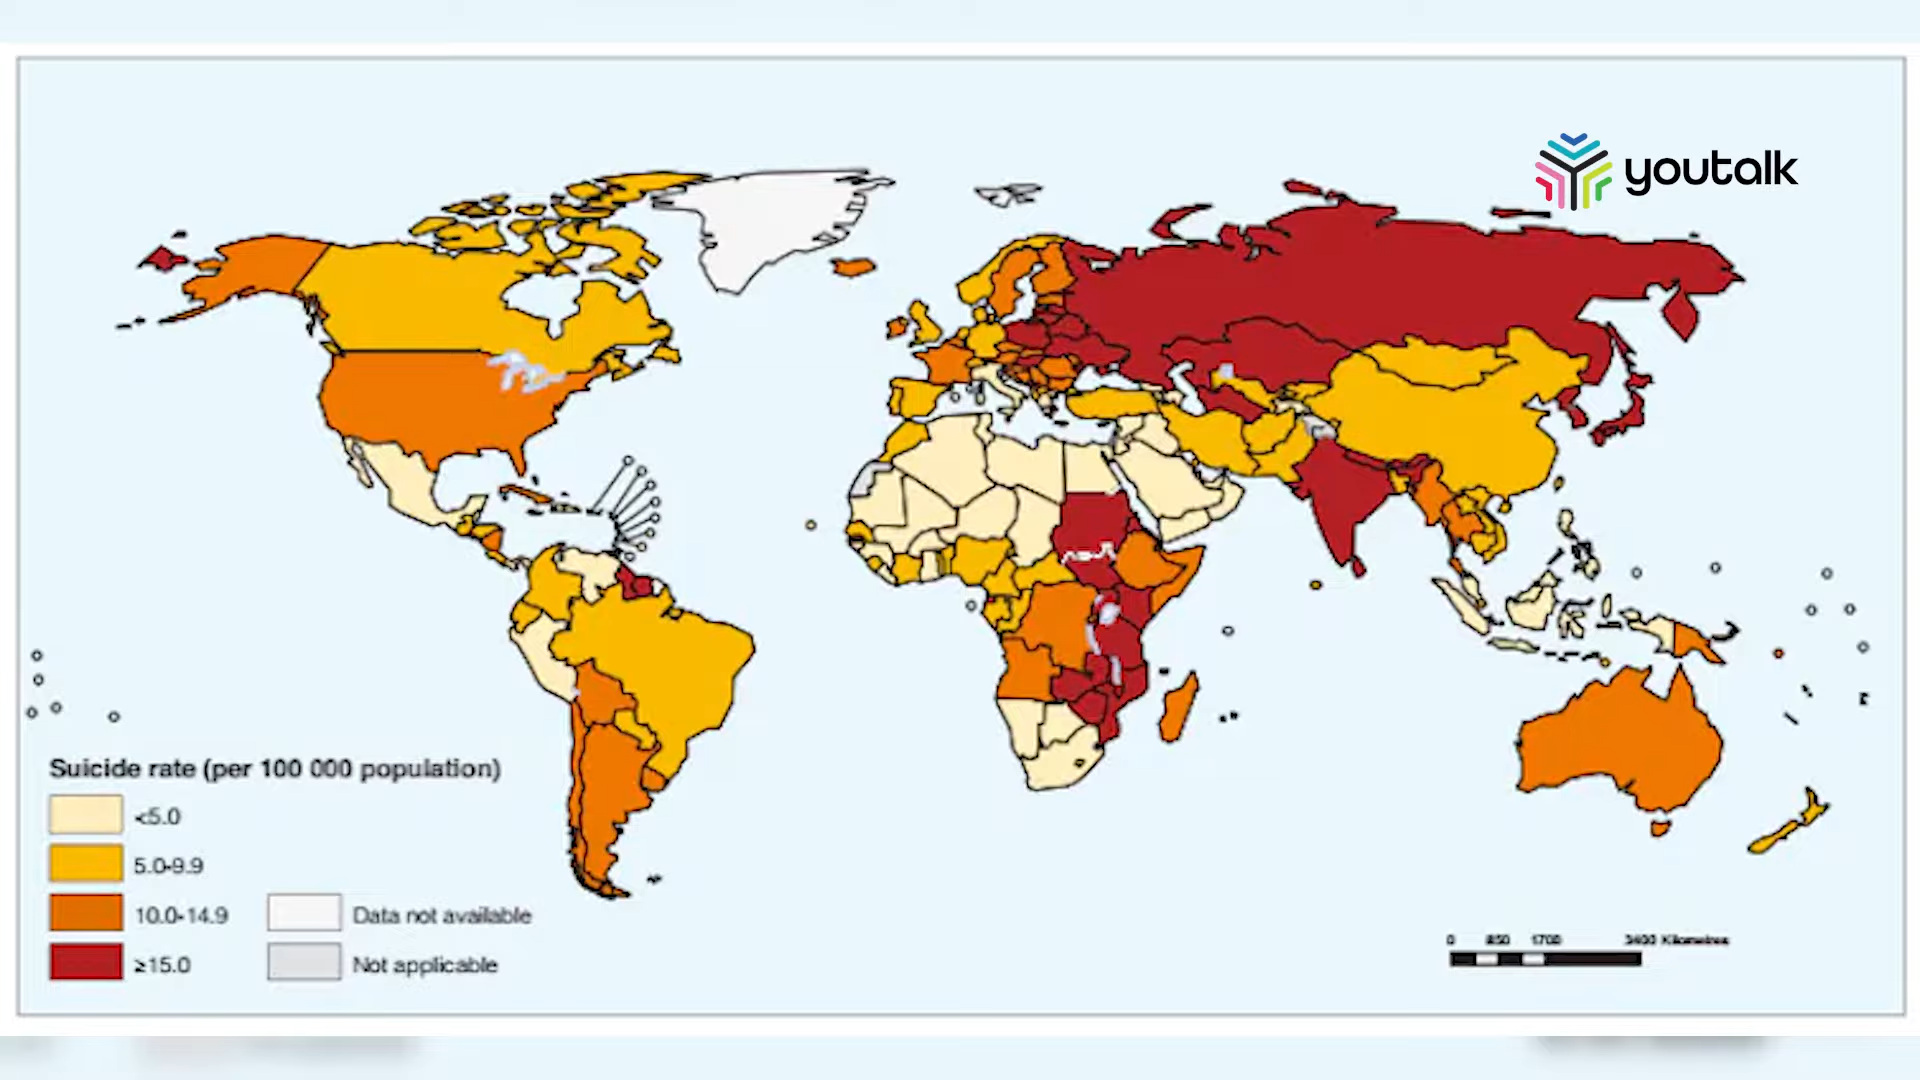 youtalk
Suicide rate (per 100 000 population)
<5.0
5.0-9.9
10.0-14.9
Data not available
≥15.0
Not applicable
0 850 1700 3400 Kilometres